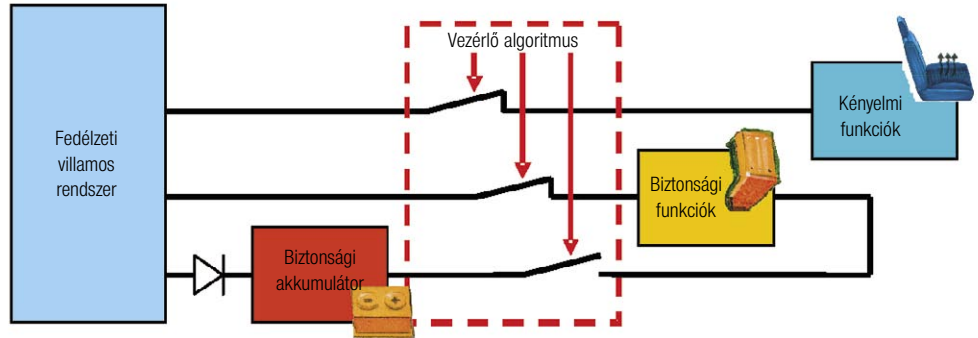 Vezérlő algoritmus
Fedélzeti
villamos
rendszer
Kényelmi
funkciók
Biztonsági
funkciók
Biztonsági
akkumulátor